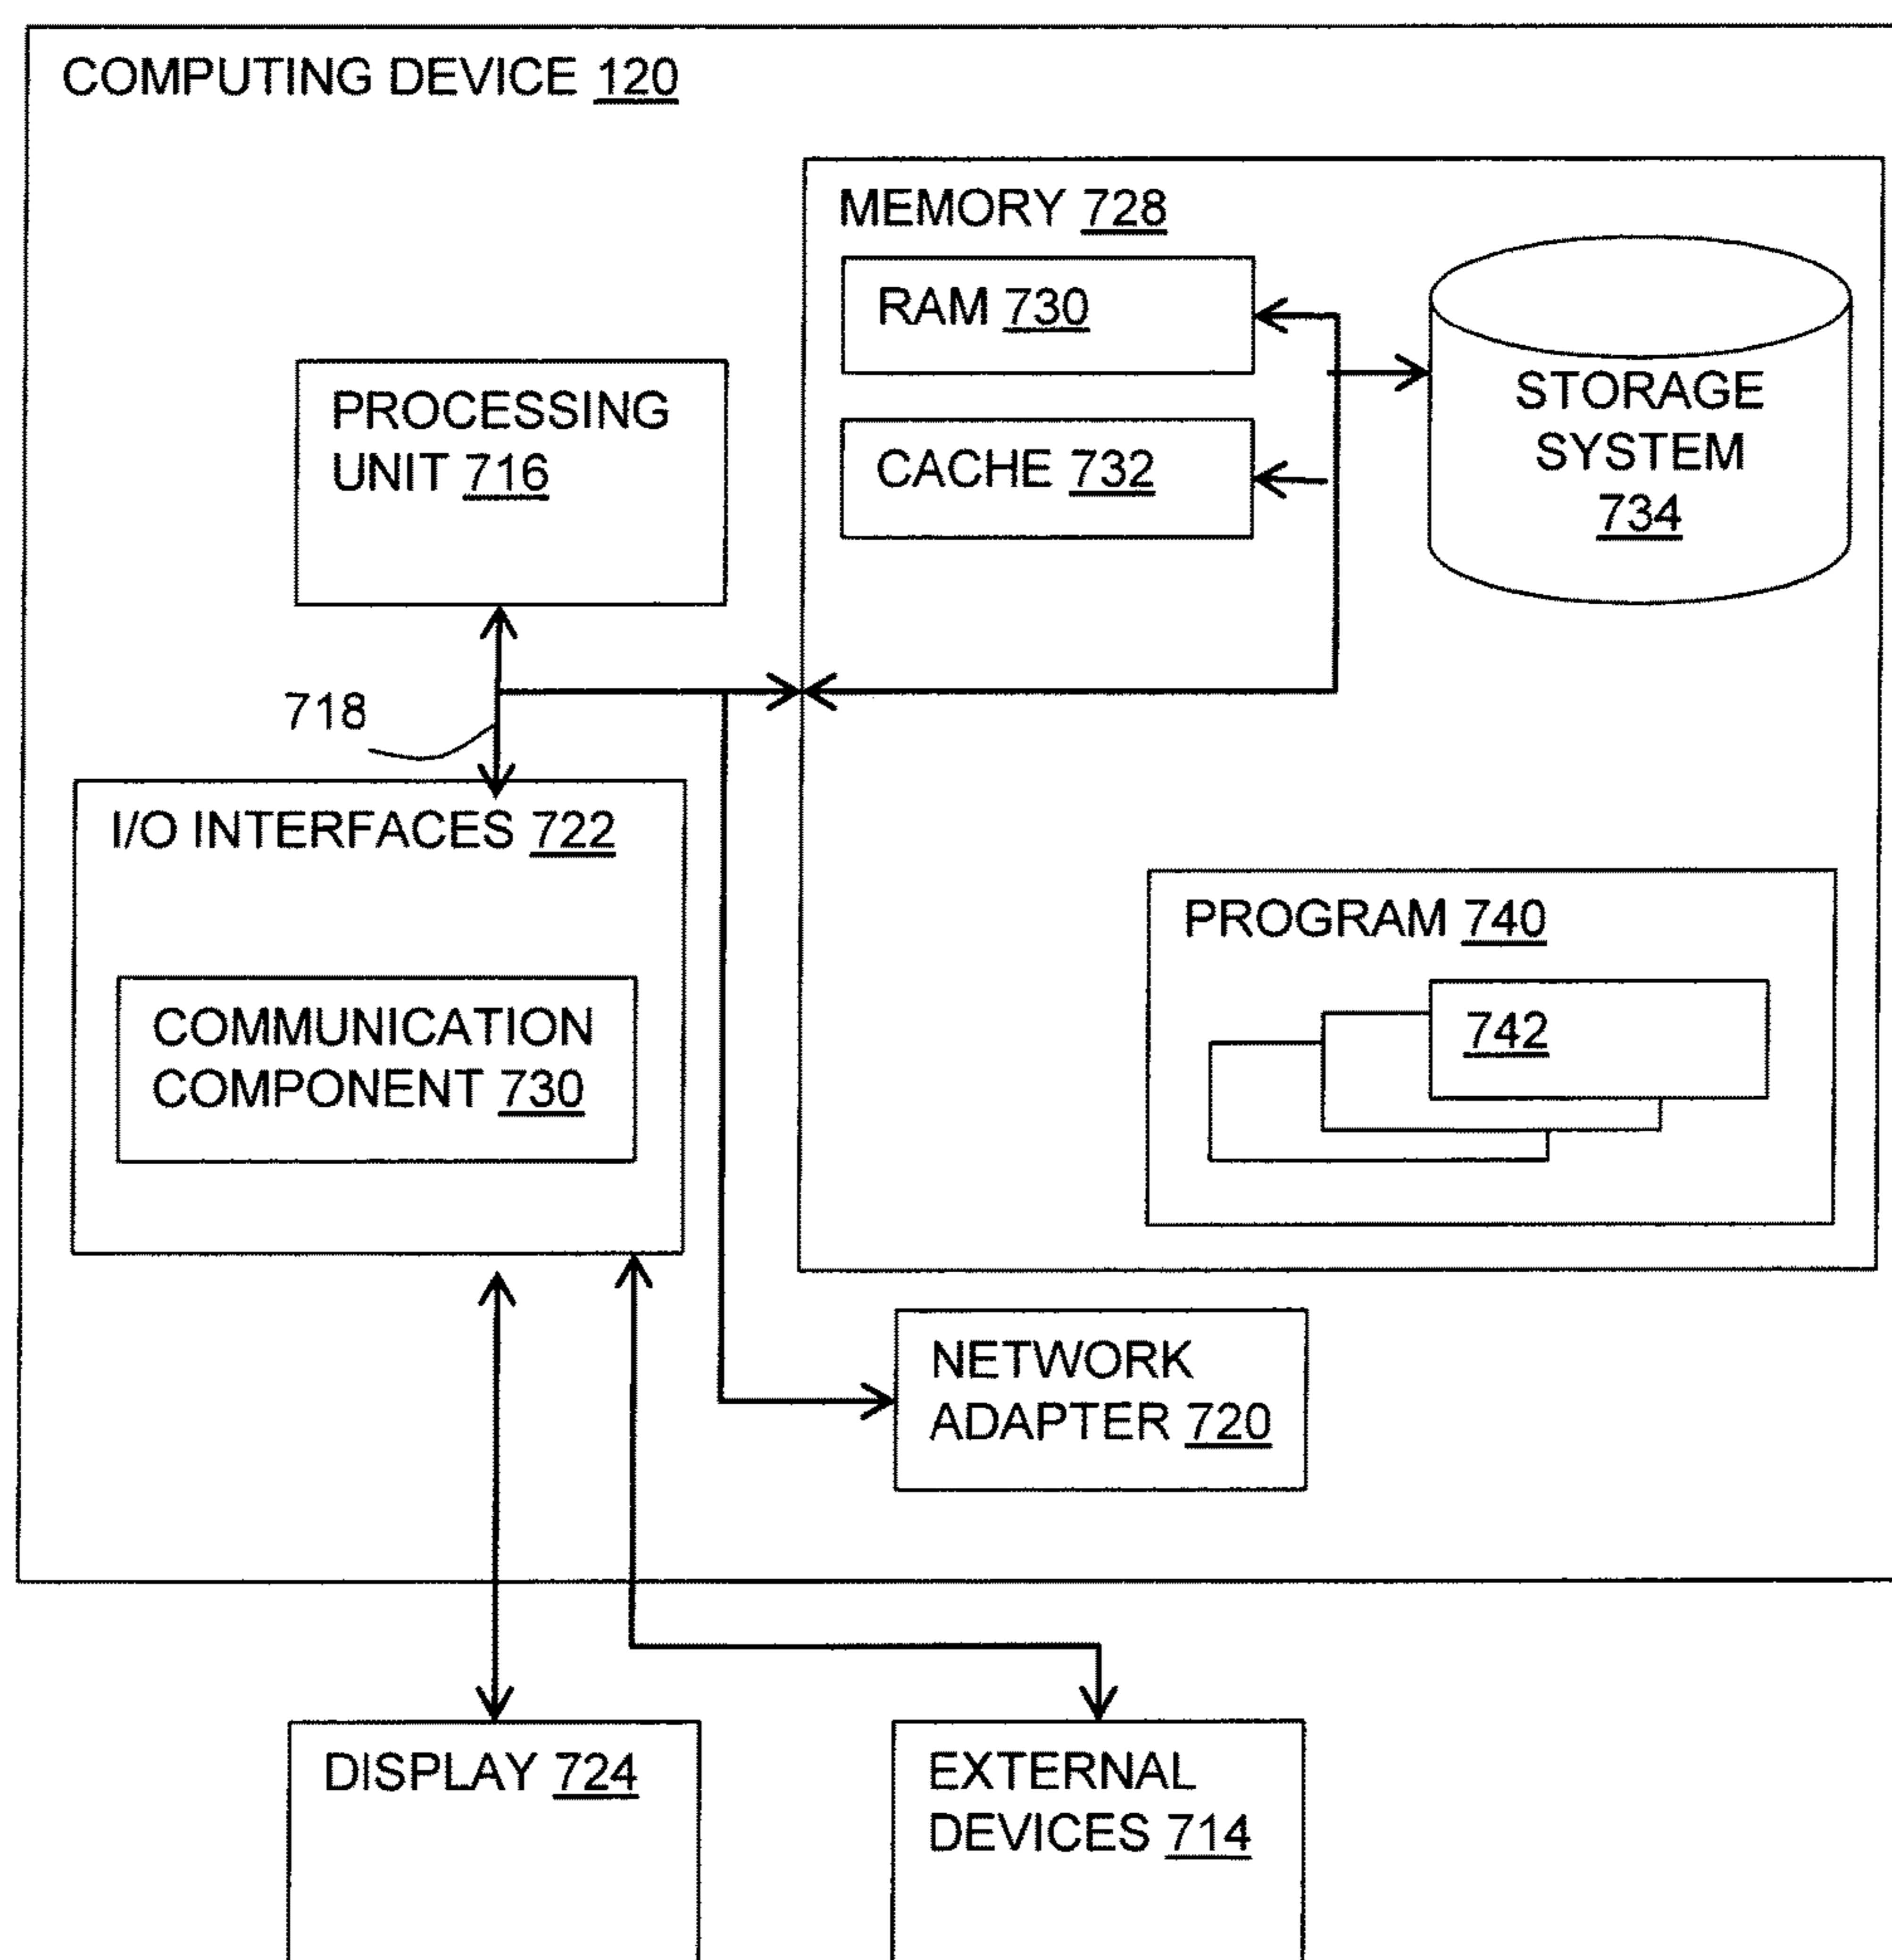 COMPUTING DEVICE 120
MEMORY 728
RAM 730
CACHE 732
STORAGE
SYSTEM
734
PROCESSING
UNIT 716
718
I/O INTERFACES 722
COMMUNICATION
COMPONENT 730
PROGRAM 740
742
NETWORK
ADAPTER 720
DISPLAY 724
EXTERNAL
DEVICES 714